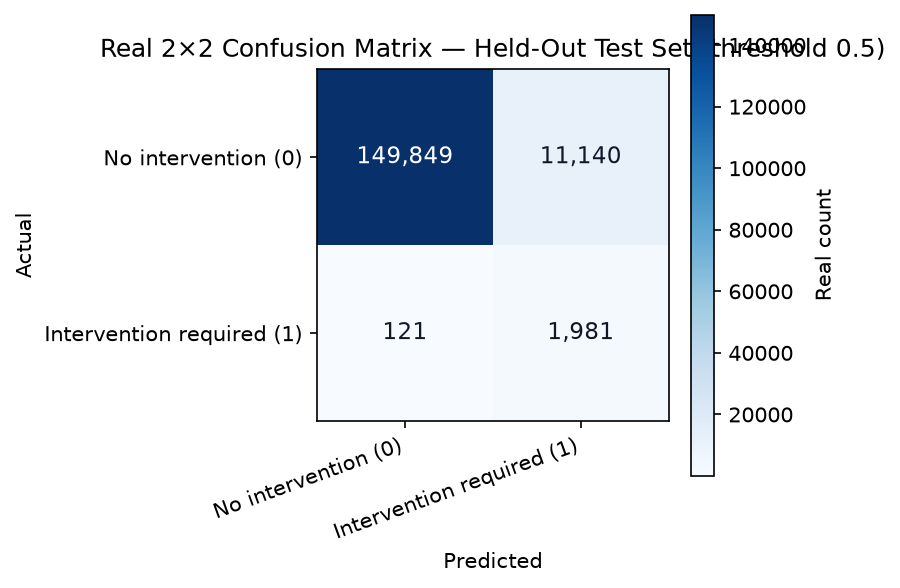 Real 2×2 Confusion Matrix — Held-Out Test Set (threshold 0.5)
140000
No intervention (0)
149,849
11,140
120000
100000
80000
Actual
Real count
60000
Intervention required (1)
121
1,981
40000
20000
No intervention (0)
Intervention required (1)
Predicted